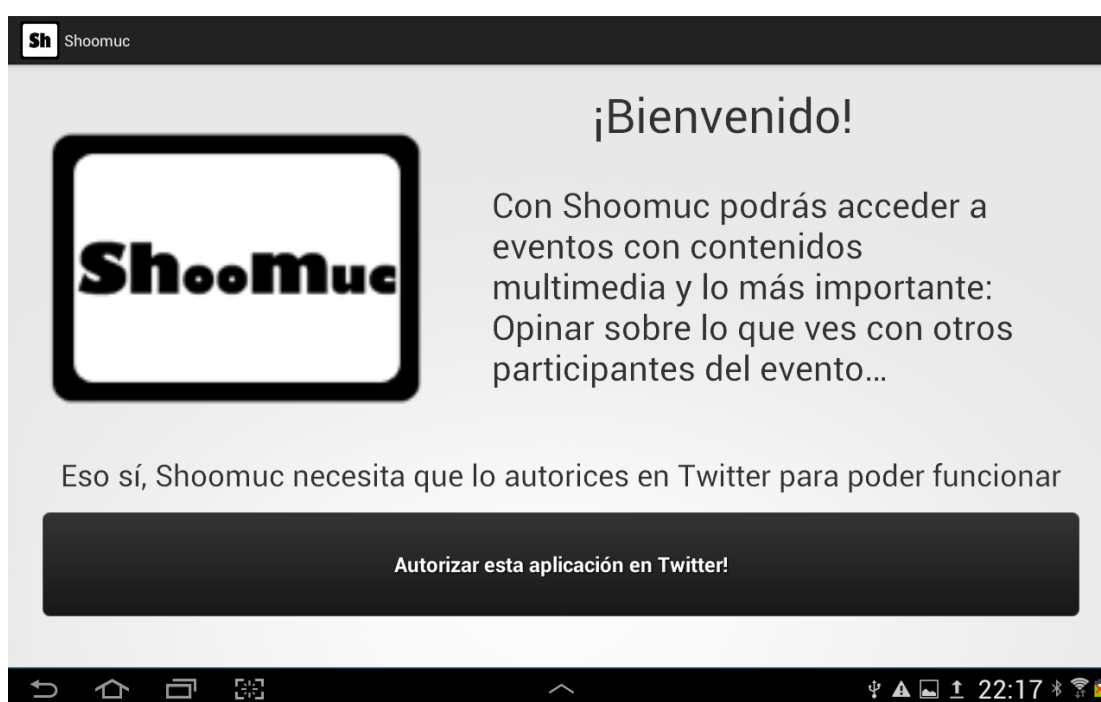 Sh Shoomuc
¡Bienvenido!
ShooMuc
Con Shoomuc podrás acceder a
eventos con contenidos
multimedia y lo más importante:
Opinar sobre lo que ves con otros
participantes del evento...
Eso sí, Shoomuc necesita que lo autorices en Twitter para poder funcionar
Autorizar esta aplicación en Twitter!
22:17